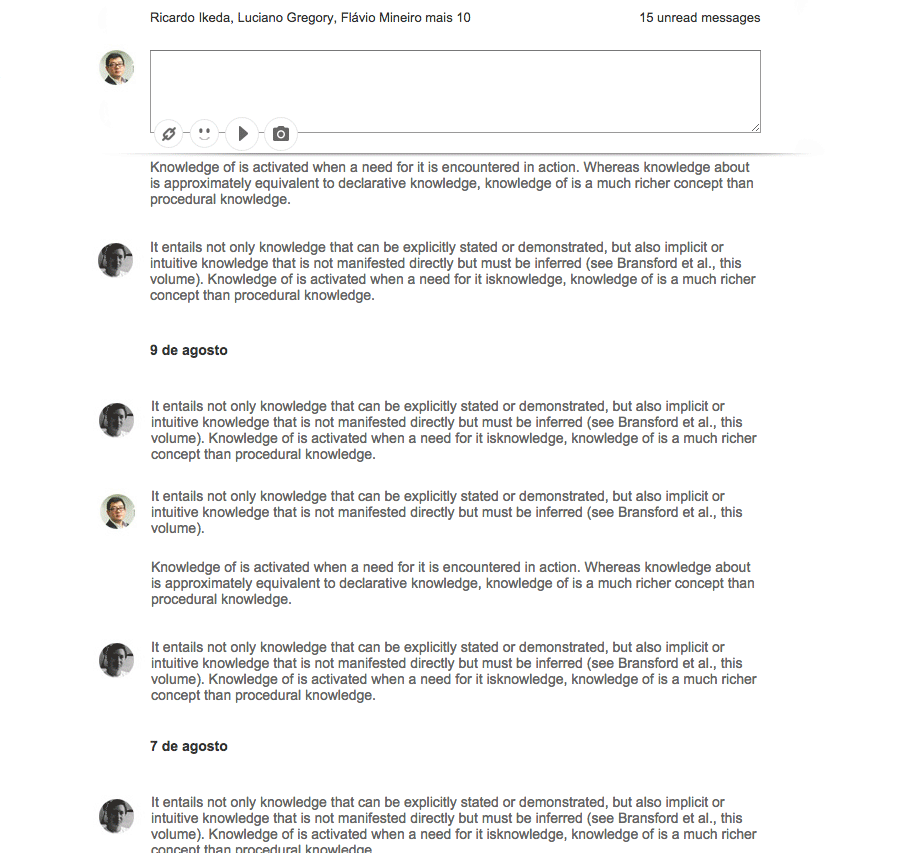 Ricardo Ikeda, Luciano Gregory, Flávio Mineiro mais 10
15 unread messages
Knowledge of is activated when a need for it is encountered in action. Whereas knowledge about
is approximately equivalent to declarative knowledge, knowledge of is a much richer concept than
procedural knowledge.
It entails not only knowledge that can be explicitly stated or demonstrated, but also implicit or
intuitive knowledge that is not manifested directly but must be inferred (see Bransford et al., this
volume). Knowledge of is activated when a need for it isknowledge, knowledge of is a much richer
concept than procedural knowledge.
9 de agosto
It entails not only knowledge that can be explicitly stated or demonstrated, but also implicit or
intuitive knowledge that is not manifested directly but must be inferred (see Bransford et al., this
volume). Knowledge of is activated when a need for it isknowledge, knowledge of is a much richer
concept than procedural knowledge.
It entails not only knowledge that can be explicitly stated or demonstrated, but also implicit or
intuitive knowledge that is not manifested directly but must be inferred (see Bransford et al., this
volume).
Knowledge of is activated when a need for it is encountered in action. Whereas knowledge about
is approximately equivalent to declarative knowledge, knowledge of is a much richer concept than
procedural knowledge.
It entails not only knowledge that can be explicitly stated or demonstrated, but also implicit or
intuitive knowledge that is not manifested directly but must be inferred (see Bransford et al., this
volume). Knowledge of is activated when a need for it isknowledge, knowledge of is a much richer
concept than procedural knowledge.
7 de agosto
It entails not only knowledge that can be explicitly stated or demonstrated, but also implicit or
intuitive knowledge that is not manifested directly but must be inferred (see Bransford et al., this
volume). Knowledge of is activated when a need for it isknowledge, knowledge of is a much richer
concept than procedural knowledge.